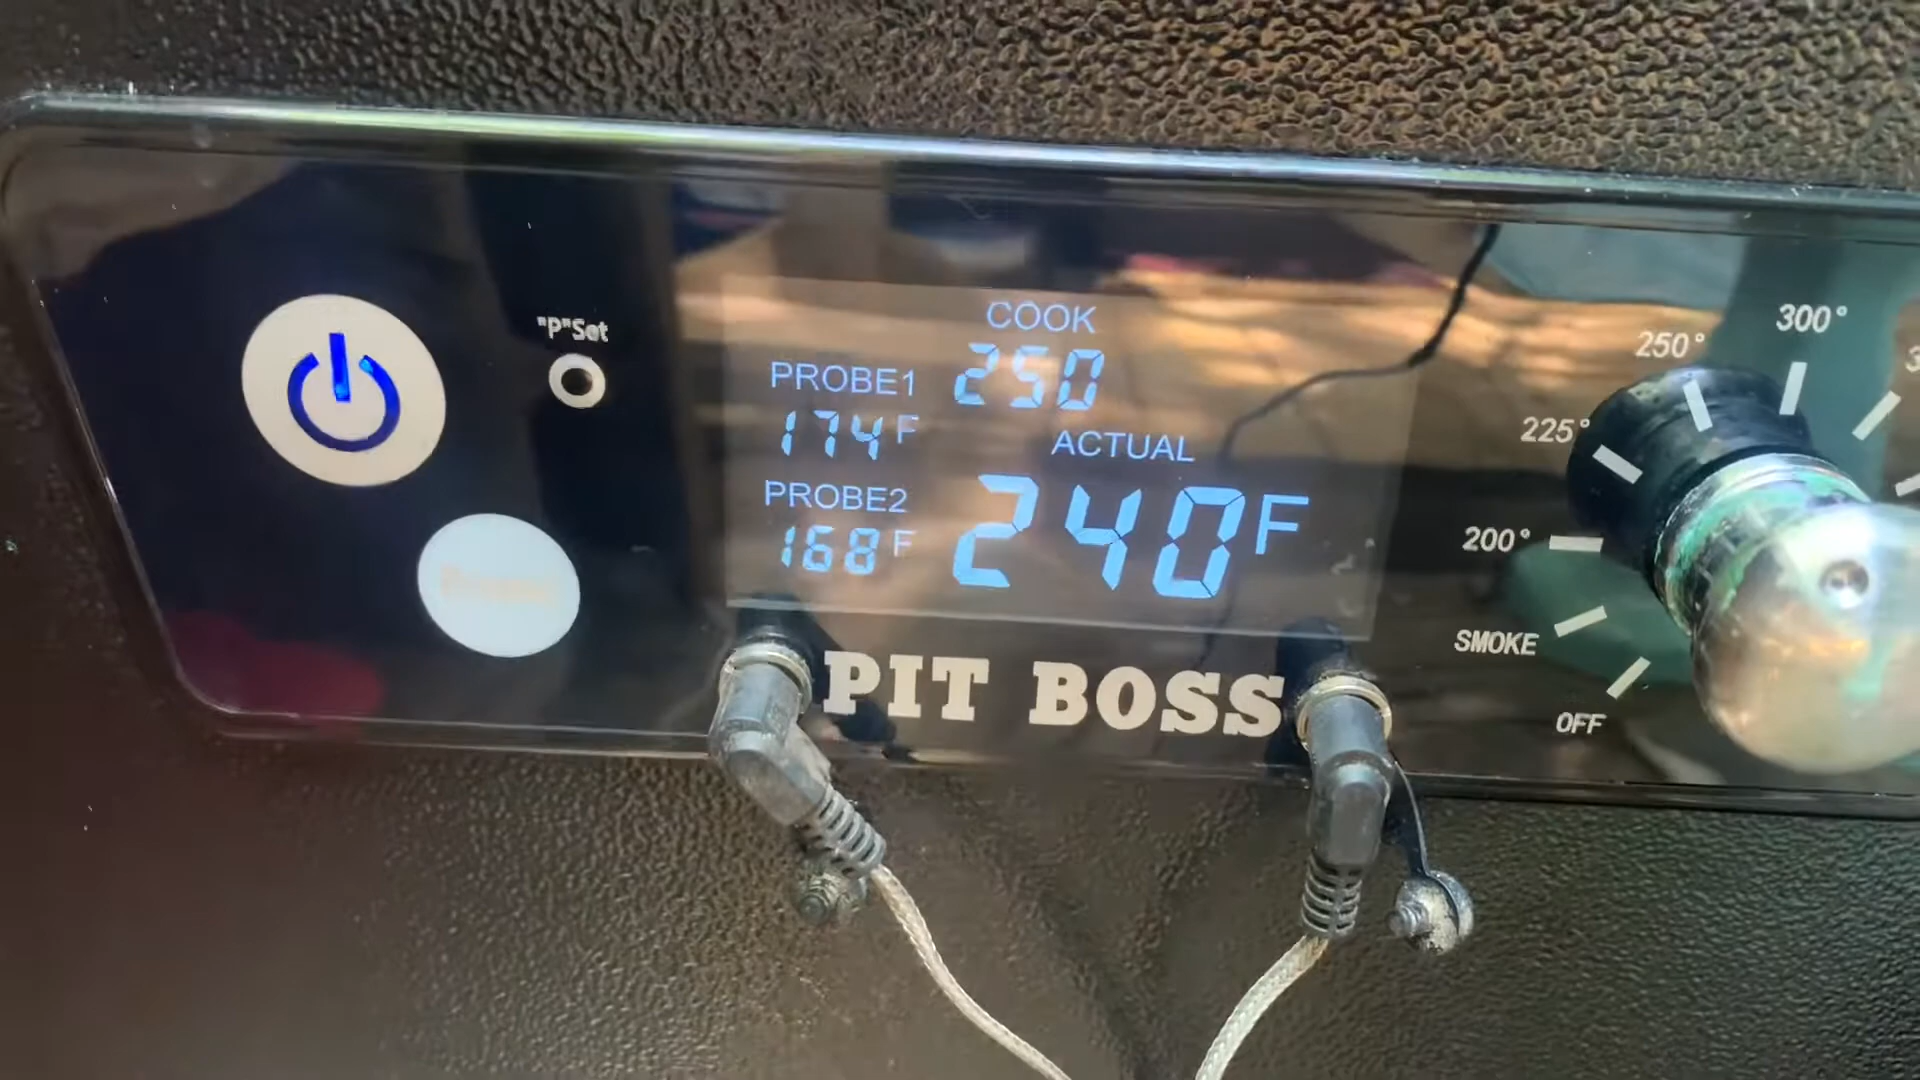 "P"Set
COOK
250
PROBE1
174F
ACTUAL
240F
PROBE2
168F
PIT BOSS
300°
250°
225°
200°
SMOKE
OFF